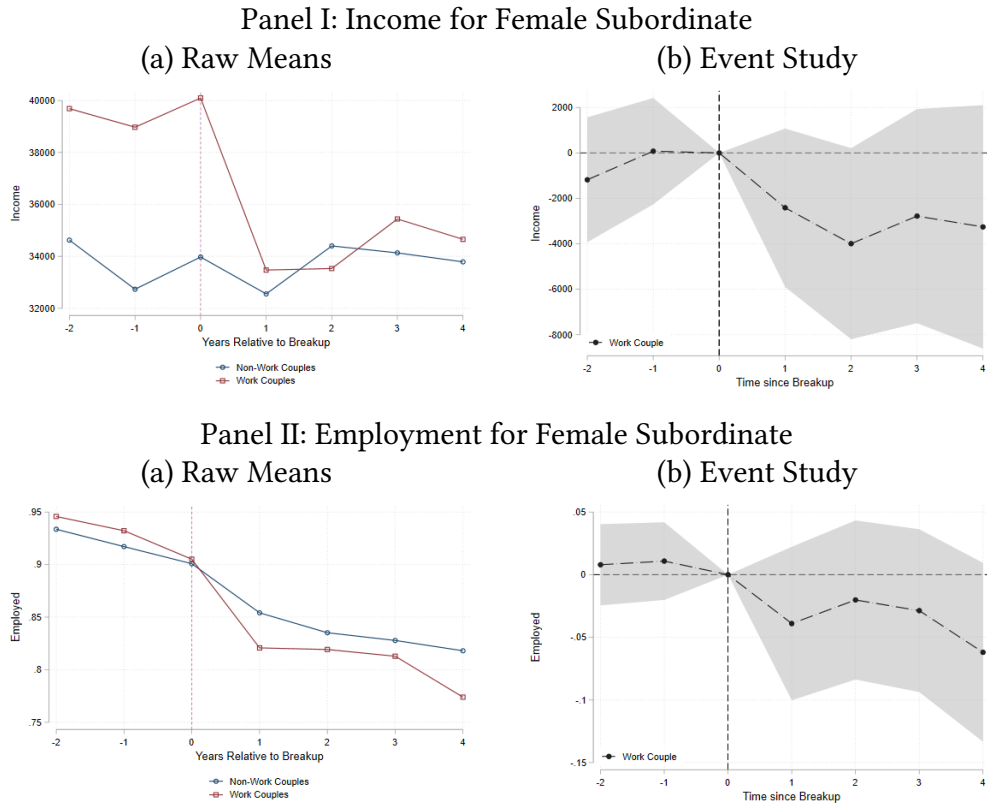 Panel I: Income for Female Subordinate
(a) Raw Means
(b) Event Study
40000
38000
36000
34000
32000
Income
-2
-1
0
1
2
3
4
Years Relative to Breakup
Non-Work Couples
Work Couples
2000
0
-2000
-4000
-6000
-8000
Income
Work Couple
-2
-1
0
1
2
3
4
Time since Breakup
Panel II: Employment for Female Subordinate
(a) Raw Means
(b) Event Study
.95
.9
.85
.8
.75
Employed
-2
-1
0
1
2
3
4
Years Relative to Breakup
Non-Work Couples
Work Couples
.05
0
-.05
-.1
-.15
Employed
Work Couple
-2
-1
0
1
2
3
4
Time since Breakup